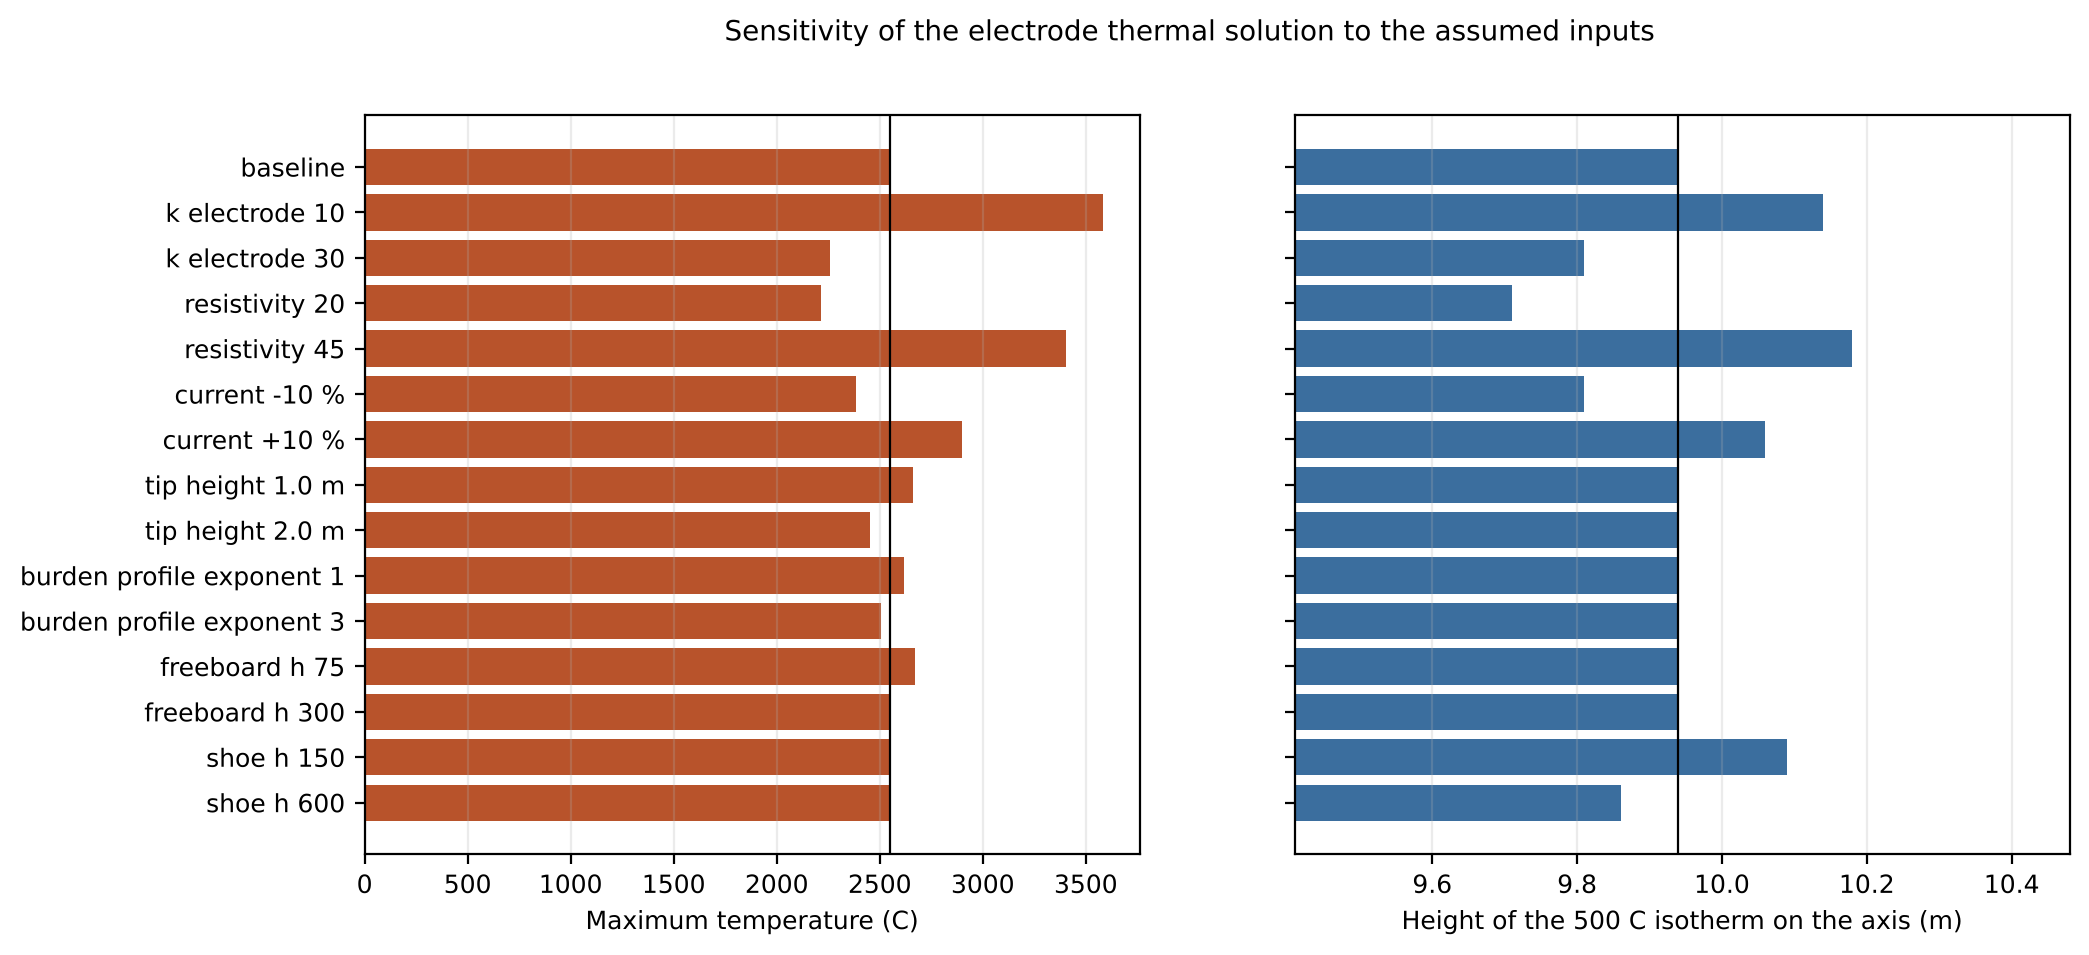 Sensitivity of the electrode thermal solution to the assumed inputs
baseline
k electrode 10
k electrode 30
resistivity 20
resistivity 45
current -10 %
current +10 %
tip height 1.0 m
tip height 2.0 m
burden profile exponent 1
burden profile exponent 3
freeboard h 75
freeboard h 300
shoe h 150
shoe h 600
0 500 1000 1500 2000 2500 3000 3500
Maximum temperature (C)
9.6 9.8 10.0 10.2 10.4
Height of the 500 C isotherm on the axis (m)